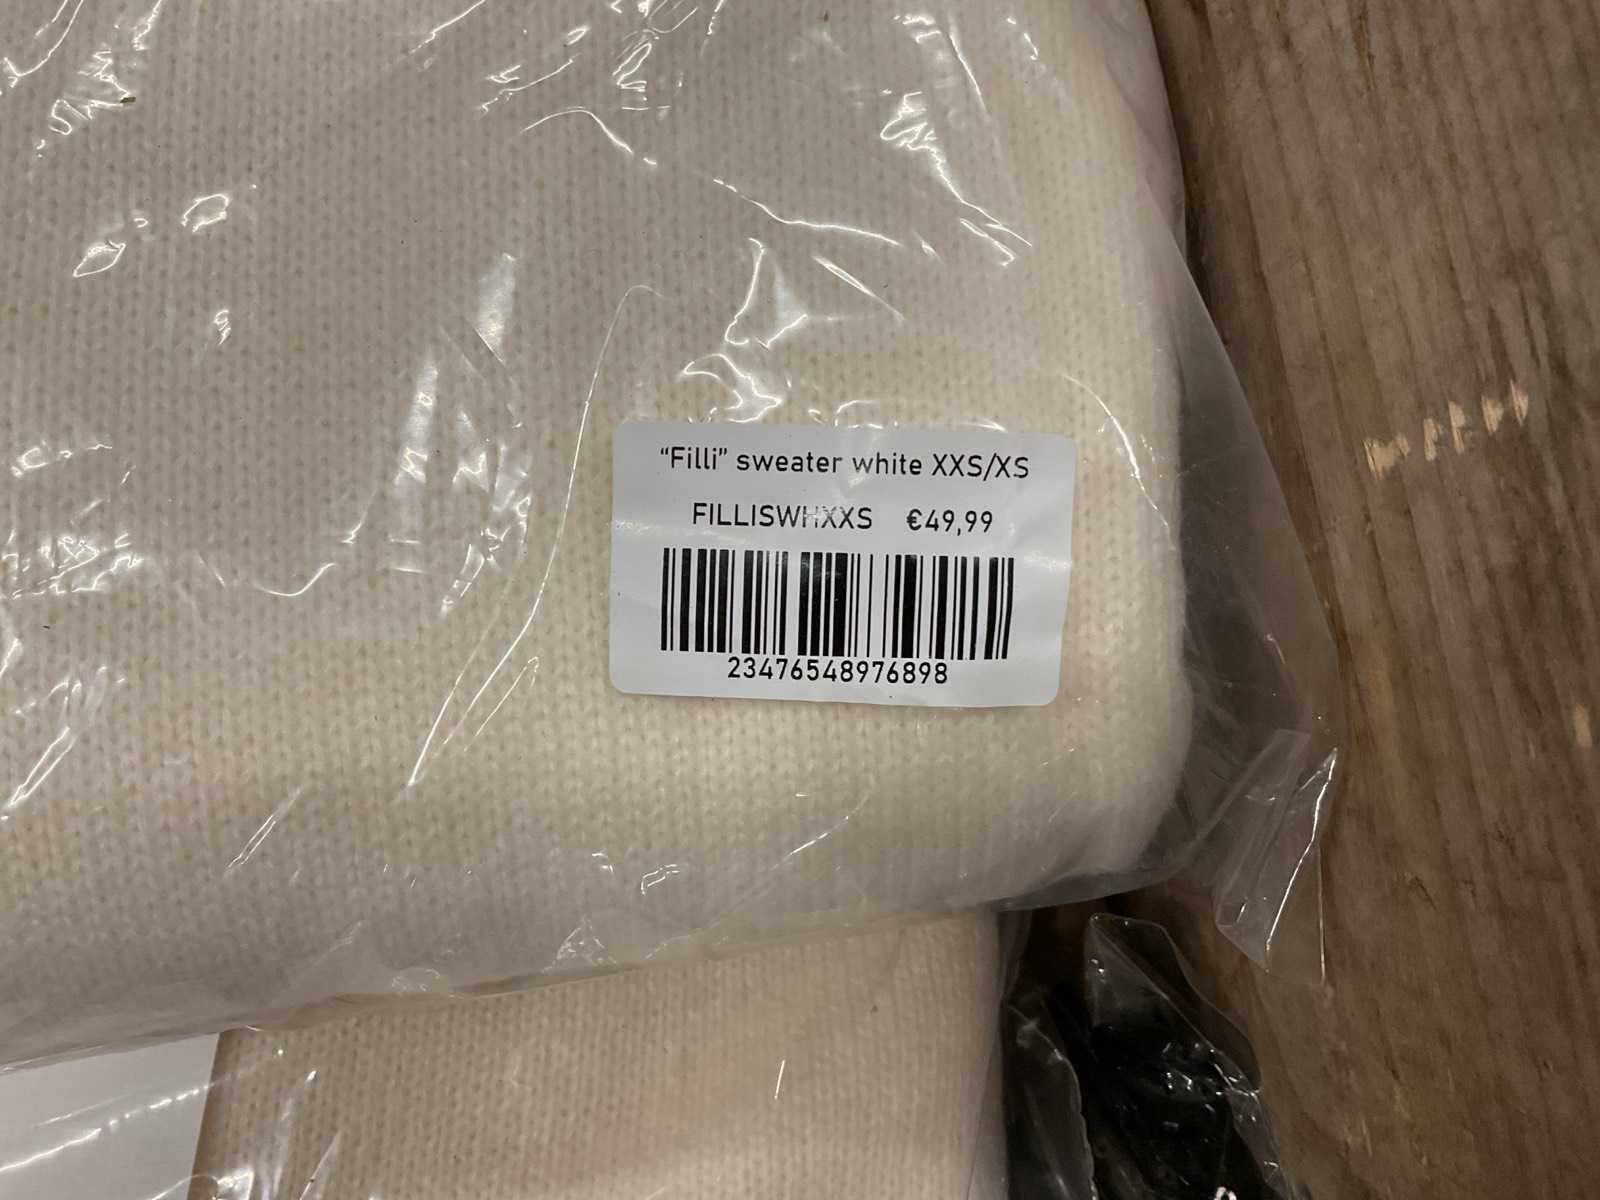 “Filli” sweater white XXS/XS
FILLISWHXXS €49,99
23476548976898